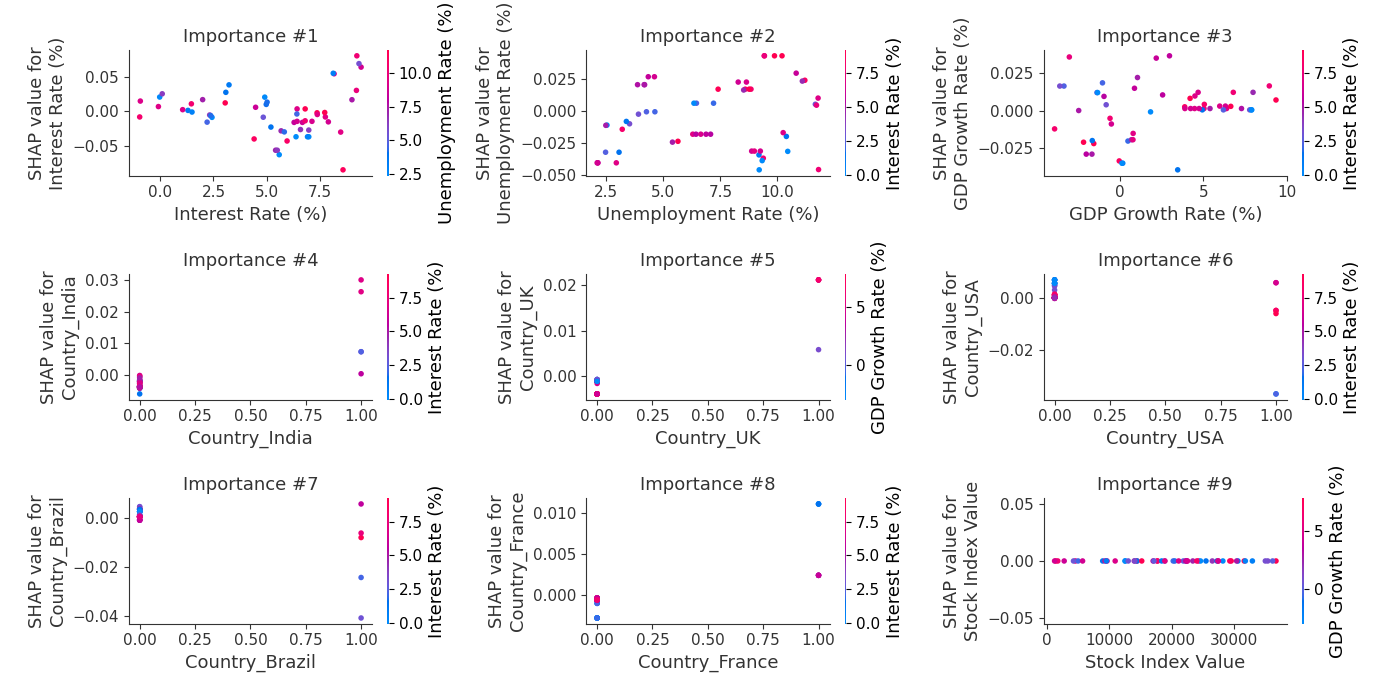 Importance #1
SHAP value for
Interest Rate (%)
0.05
0.00
−0.05
0.0
2.5
5.0
7.5
Interest Rate (%)
10.0
7.5
5.0
2.5
Unemployment Rate (%)
Importance #2
SHAP value for
Unemployment Rate (%)
0.025
0.000
−0.025
−0.050
2.5
5.0
7.5
10.0
Unemployment Rate (%)
7.5
5.0
2.5
0.0
Interest Rate (%)
Importance #3
SHAP value for
GDP Growth Rate (%)
0.025
0.000
−0.025
0
5
10
GDP Growth Rate (%)
7.5
5.0
2.5
0.0
Interest Rate (%)
Importance #4
SHAP value for
Country_India
0.03
0.02
0.01
0.00
0.00
0.25
0.50
0.75
1.00
Country_India
7.5
5.0
2.5
0.0
Interest Rate (%)
Importance #5
SHAP value for
Country_UK
0.02
0.01
0.00
0.00
0.25
0.50
0.75
1.00
Country_UK
5
0
GDP Growth Rate (%)
Importance #6
SHAP value for
Country_USA
0.00
−0.02
0.00
0.25
0.50
0.75
1.00
Country_USA
7.5
5.0
2.5
0.0
Interest Rate (%)
Importance #7
SHAP value for
Country_Brazil
0.00
−0.02
−0.04
0.00
0.25
0.50
0.75
1.00
Country_Brazil
7.5
5.0
2.5
0.0
Interest Rate (%)
Importance #8
SHAP value for
Country_France
0.010
0.005
0.000
0.00
0.25
0.50
0.75
1.00
Country_France
7.5
5.0
2.5
0.0
Interest Rate (%)
Importance #9
SHAP value for
Stock Index Value
0.05
0.00
−0.05
0
10000
20000
30000
Stock Index Value
5
0
GDP Growth Rate (%)